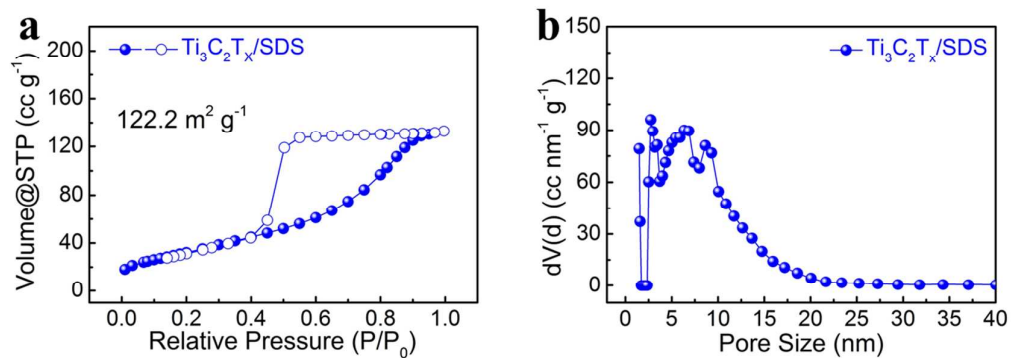 a
Volume@STP (cc g⁻¹)
200
160
120
80
40
0
Ti₃C₂Tₓ/SDS
122.2 m² g⁻¹
0.0 0.2 0.4 0.6 0.8 1.0
Relative Pressure (P/P₀)
b
dV(d) (cc nm⁻¹ g⁻¹)
150
120
90
60
30
0
Ti₃C₂Tₓ/SDS
0 5 10 15 20 25 30 35 40
Pore Size (nm)